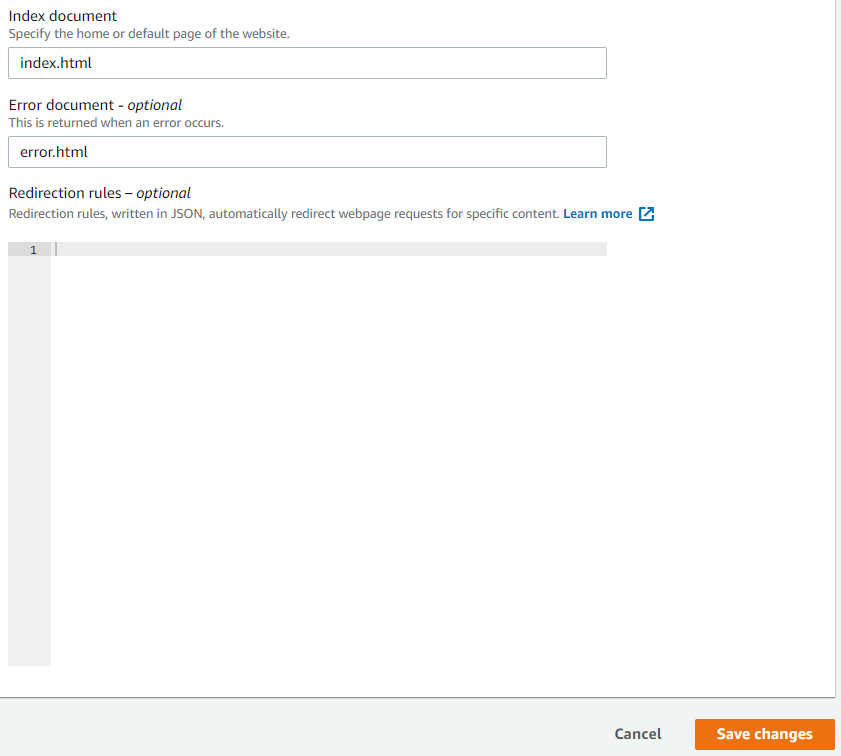 Index document
Specify the home or default page of the website.
index.html
Error document - optional
This is returned when an error occurs.
error.html
Redirection rules – optional
Redirection rules, written in JSON, automatically redirect webpage requests for specific content. Learn more
1
Cancel
Save changes